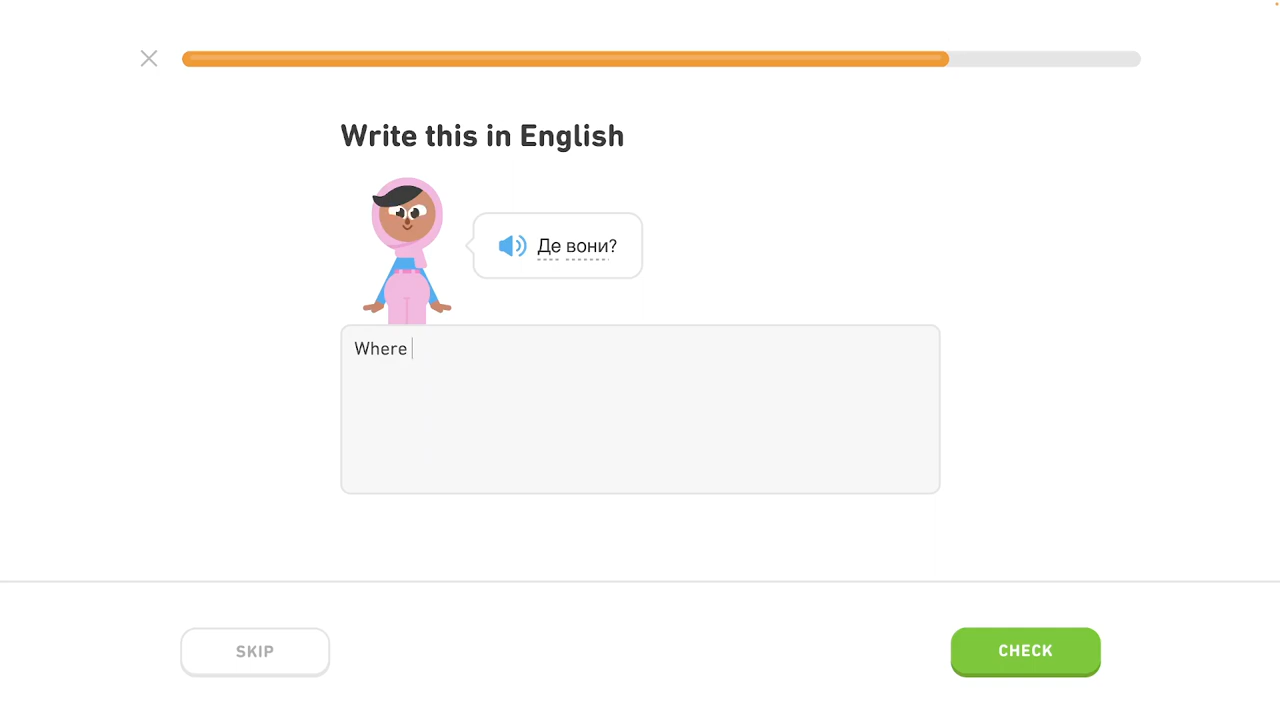 Write this in English
Де вони?
Where
SKIP
CHECK